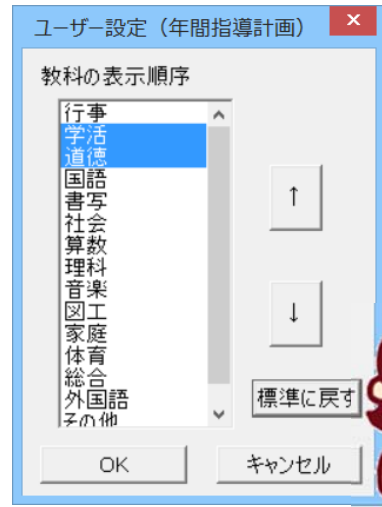 ユーザー設定（年間指導計画）
×
教科の表示順序
行事
学活
道徳
国語
書写
社会
算数
理科
音楽
図工
家庭
体育
総合
外国語
その他
↑
↓
標準に戻す
OK
キャンセル